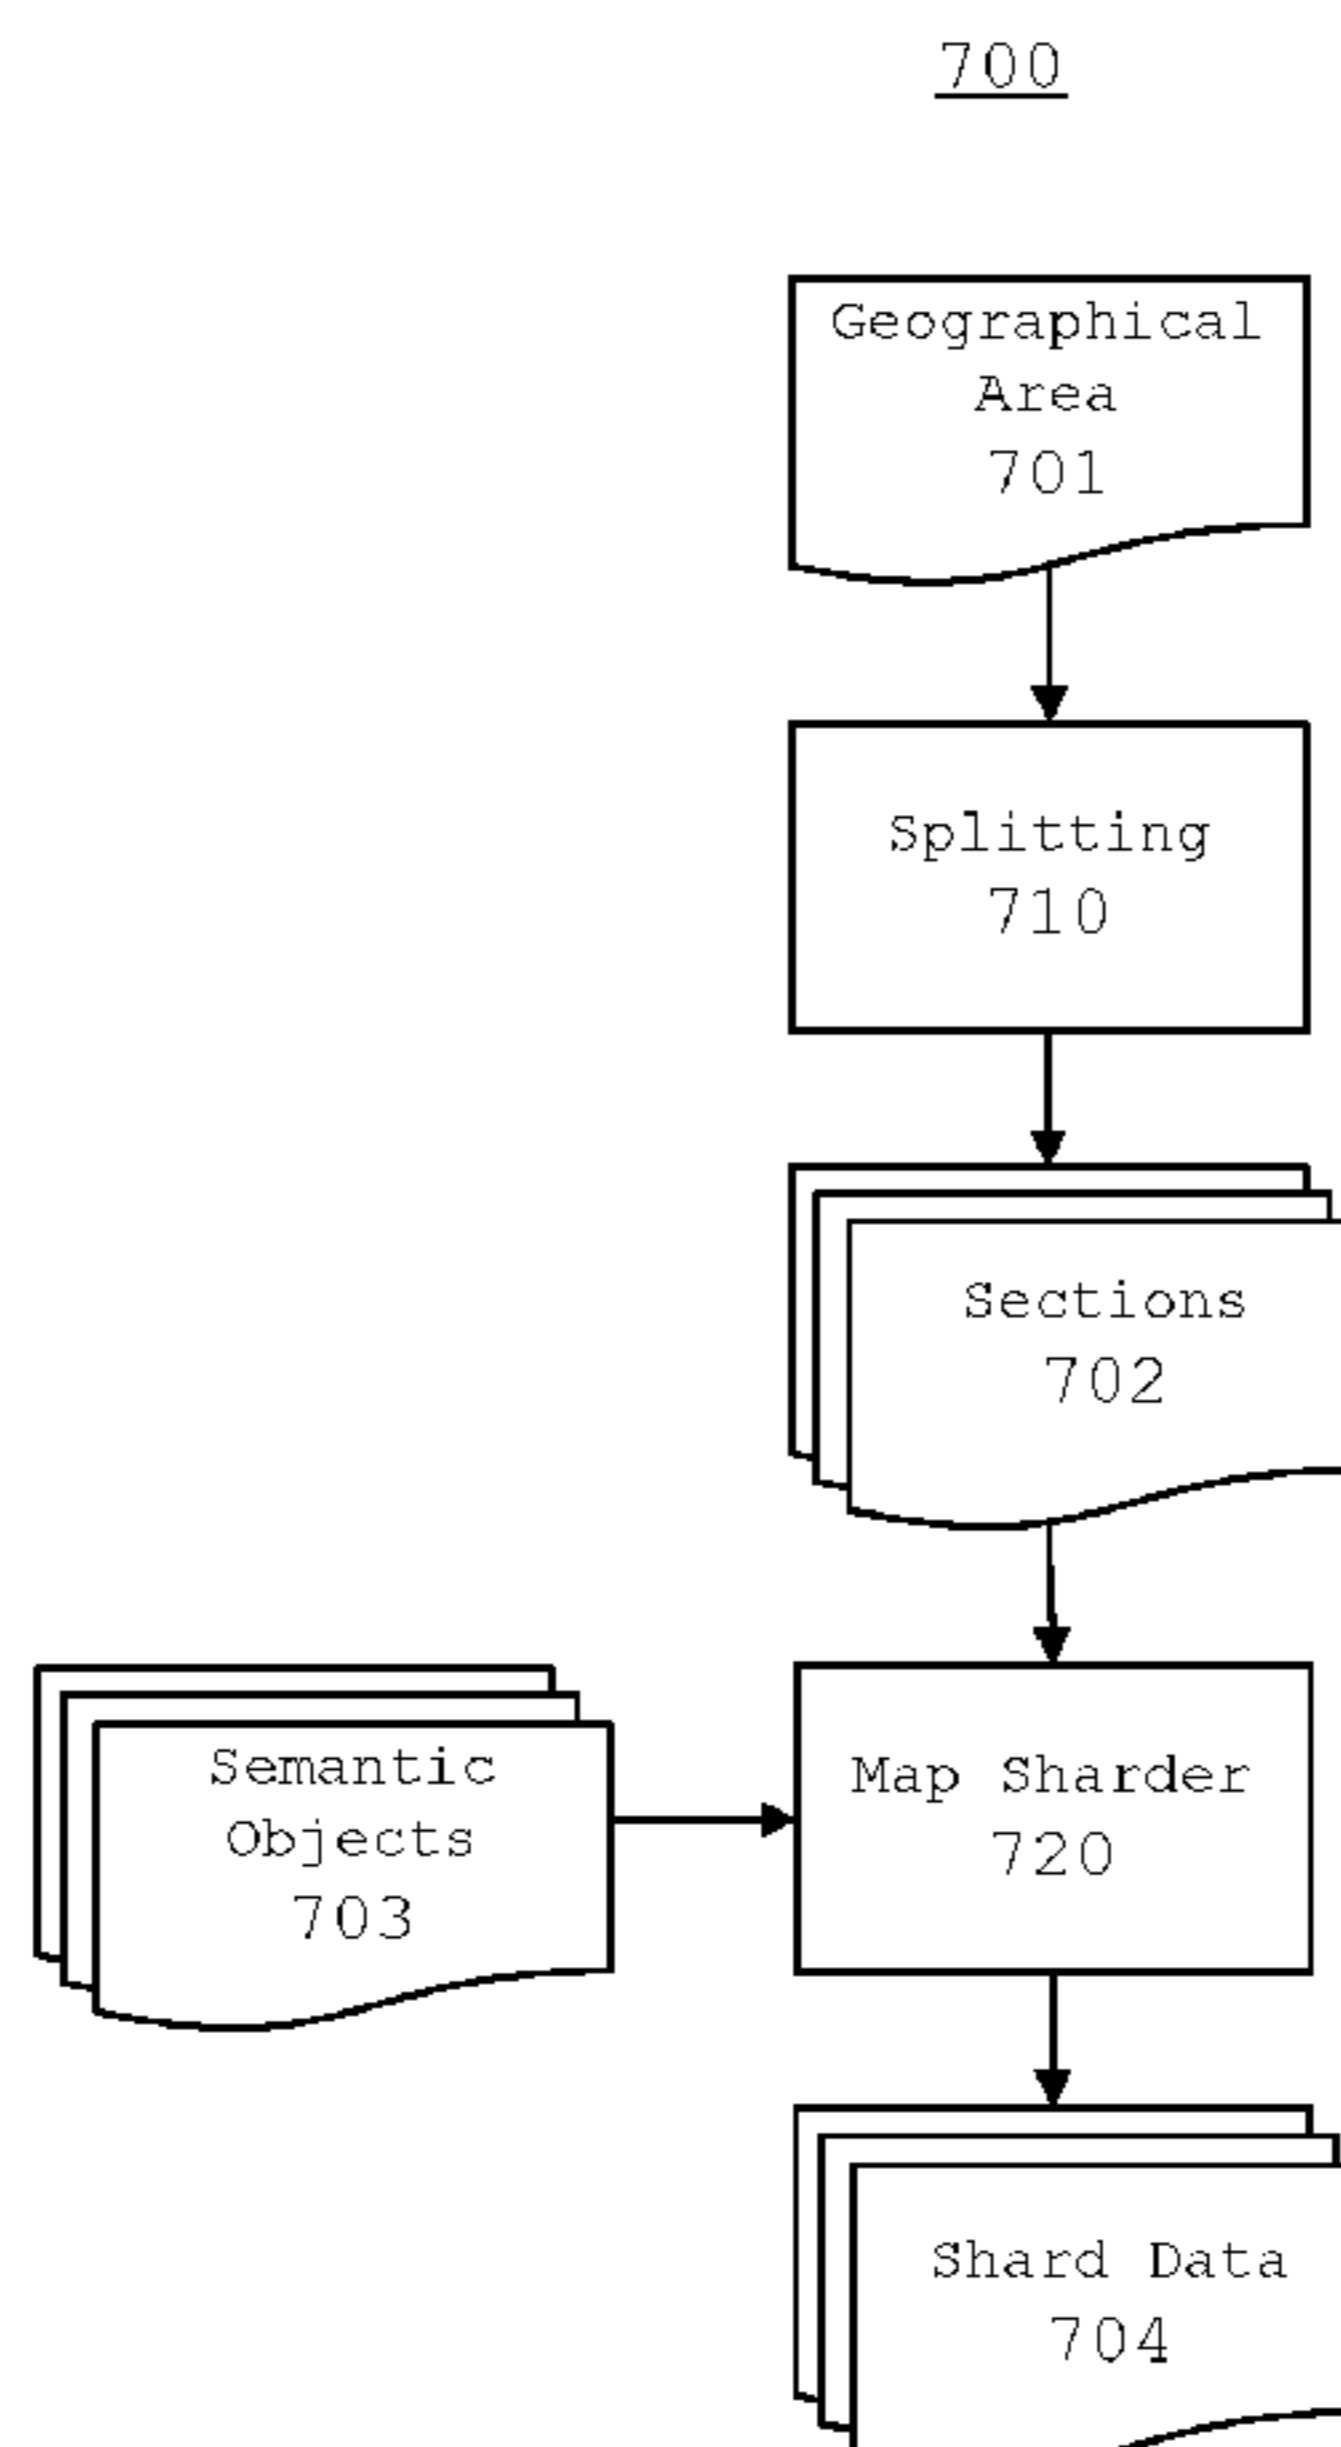 700
Geographical
Area
701
Splitting
710
Sections
702
Semantic
Objects
703
Map Sharder
720
Shard Data
704